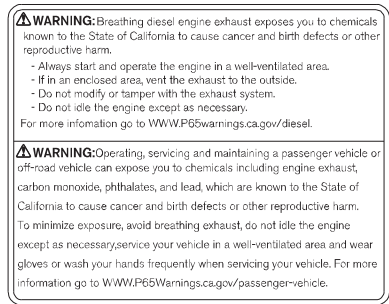 ⚠WARNING: Breathing diesel engine exhaust exposes you to chemicals
known to the State of California to cause cancer and birth defects or other
reproductive harm.
- Always start and operate the engine in a well-ventilated area.
- If in an enclosed area, vent the exhaust to the outside.
- Do not modify or tamper with the exhaust system.
- Do not idle the engine except as necessary.
For more infomation go to WWW.P65warnings.ca.gov/diesel.
⚠WARNING:Operating, servicing and maintaining a passenger vehicle or
off-road vehicle can expose you to chemicals including engine exhaust,
carbon monoxide, phthalates, and lead, which are known to the State of
California to cause cancer and birth defects or other reproductive harm.
To minimize exposure, avoid breathing exhaust, do not idle the engine
except as necessary,service your vehicle in a well-ventilated area and wear
gloves or wash your hands frequently when servicing your vehicle. For more
information go to WWW.P65Warnings.ca.gov/passenger-vehicle.